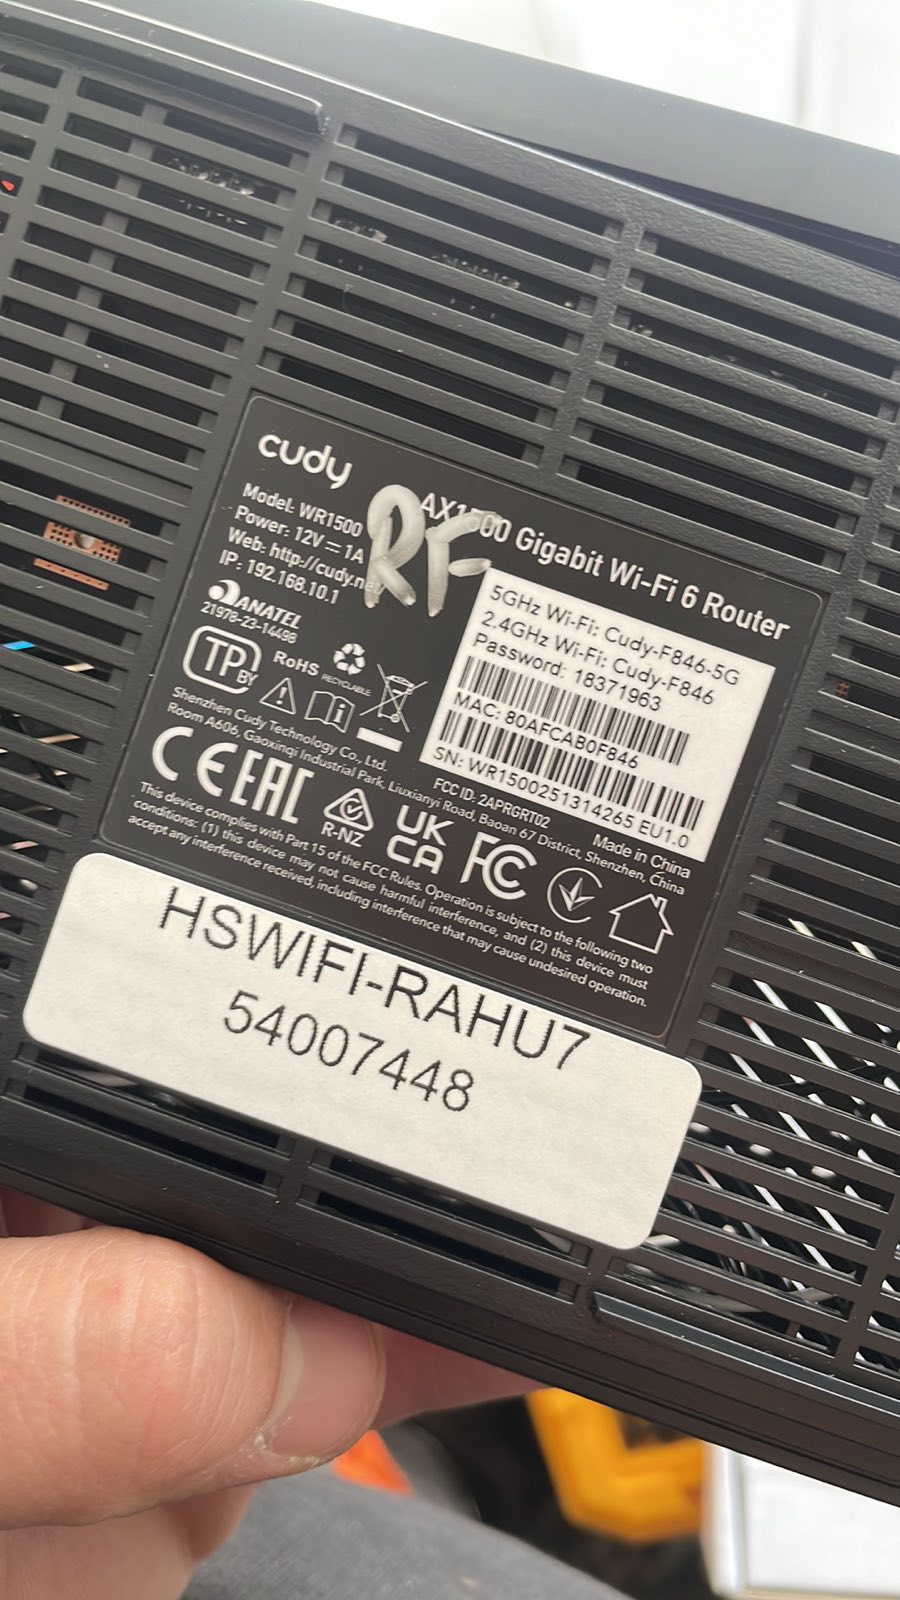 cudy
AX1500 Gigabit Wi-Fi 6 Router
RF
Model: WR1500
Power: 12V ⎓ 1A
Web: http://cudy.net
IP: 192.168.10.1
ANATEL
21978-23-14498
TP BY
RoHS
RECYCLABLE
5GHz Wi-Fi: Cudy-F846-5G
2.4GHz Wi-Fi: Cudy-F846
Password: 18371963
MAC: 80AFCAB0F846
SN: WR1500251314265 EU1.0
Shenzhen Cudy Technology Co., Ltd.
Room A606, Gaoxinqi Industrial Park, Liuxianyi Road, Baoan 67 District, Shenzhen, China
FCC ID: 2APRGRT02
Made in China
CE EAC
R-NZ
UK
CA
FC
This device complies with Part 15 of the FCC Rules. Operation is subject to the following two
conditions: (1) this device may not cause harmful interference, and (2) this device must
accept any interference received, including interference that may cause undesired operation.
HSWIFI-RAHU7
54007448